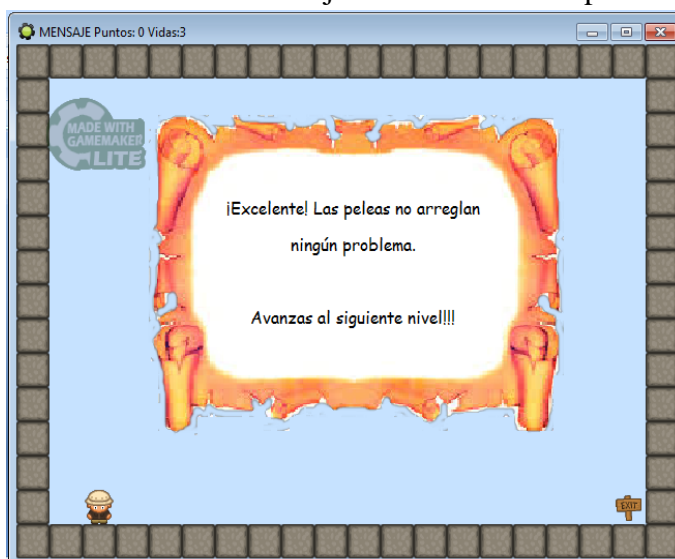 MENSAJE Puntos: 0 Vidas:3
MADE WITH
GAMEMAKER
LITE
¡Excelente! Las peleas no arreglan
ningún problema.
Avanzas al siguiente nivel!!!
EXIT